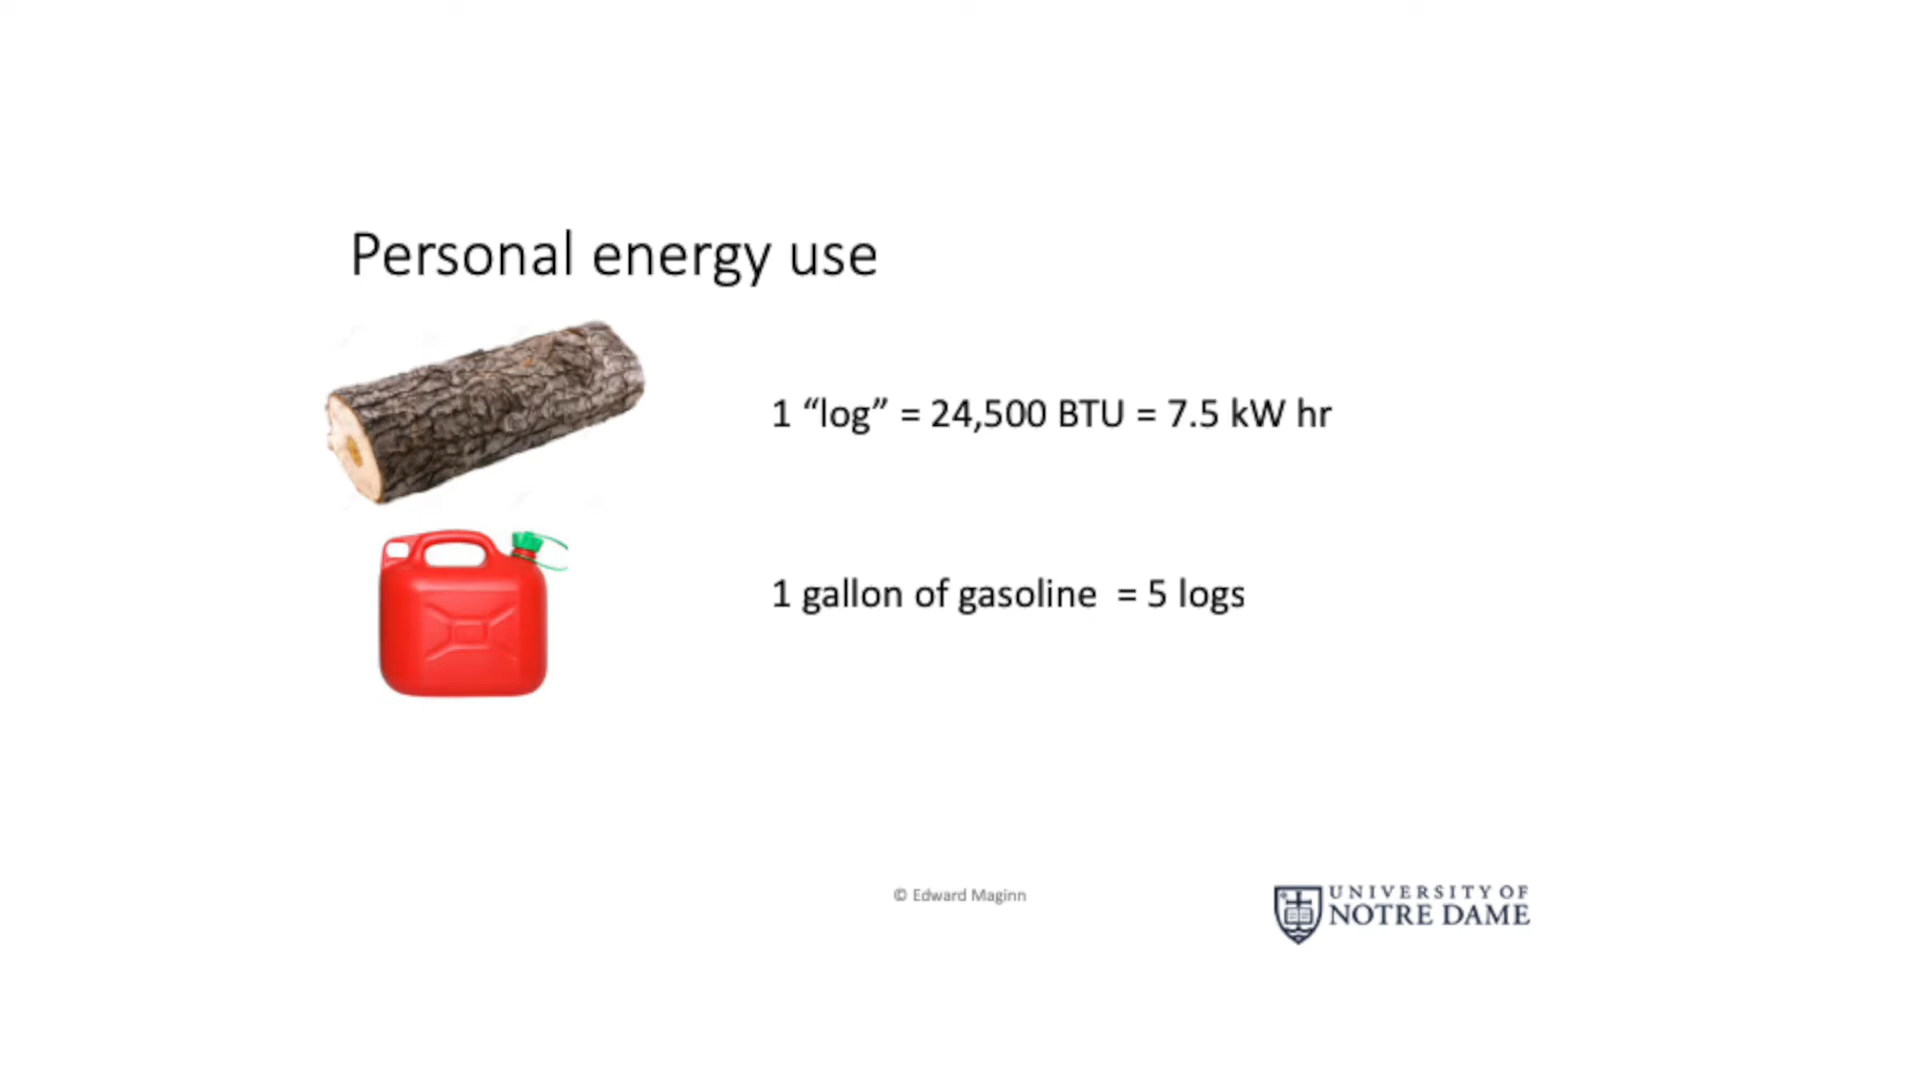 Personal energy use
1 “log” = 24,500 BTU = 7.5 kW hr
1 gallon of gasoline = 5 logs
© Edward Maginn
UNIVERSITY OF
NOTRE DAME